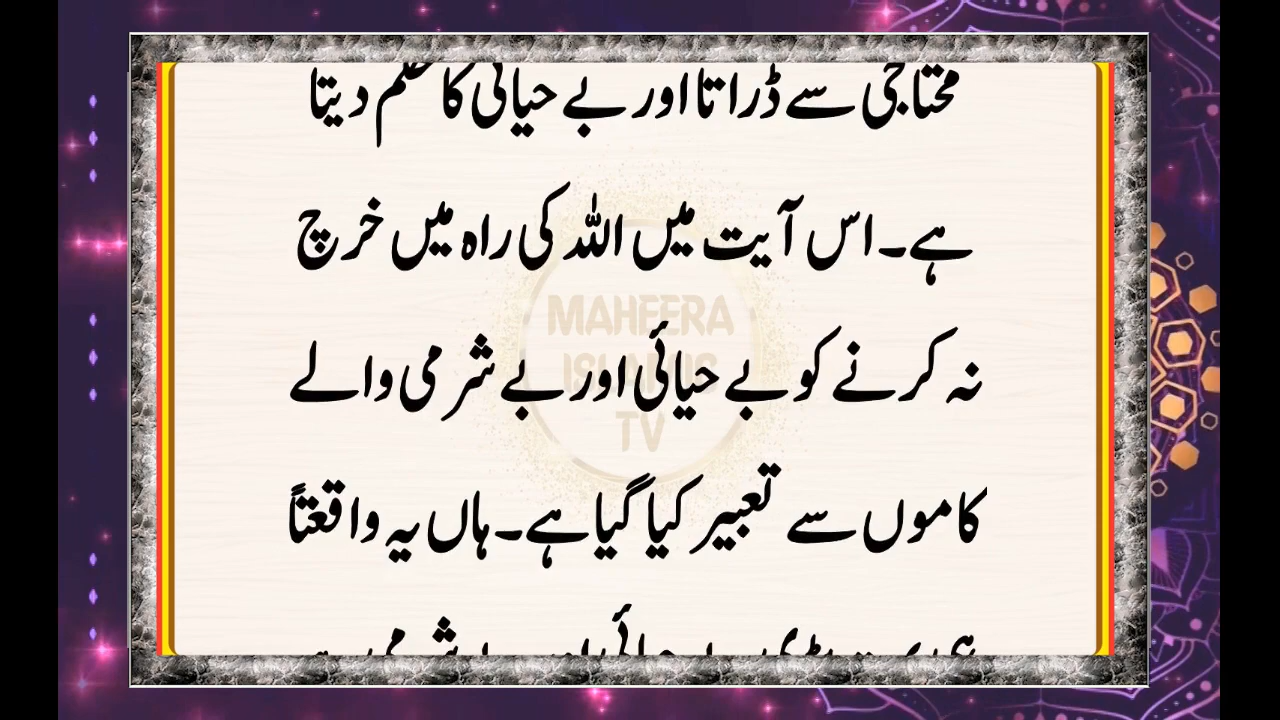 محتاجی سے ڈراتا اور بے حیائی کا حکم دیتا
ہے۔ اس آیت میں اللہ کی راہ میں خرچ
نہ کرنے کو بے حیائی اور بے شرمی والے
کاموں سے تعبیر کیا گیا ہے۔ ہاں یہ واقعتاً
MAHEERA
ISLAMIC
TV